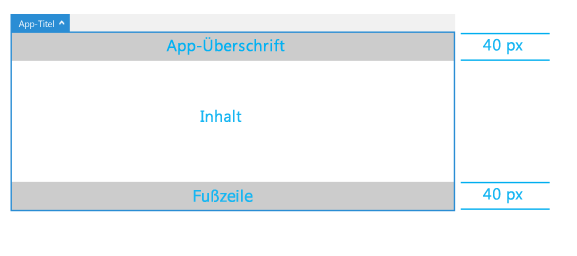 App-Titel
App-Überschrift
40 px
Inhalt
Fußzeile
40 px